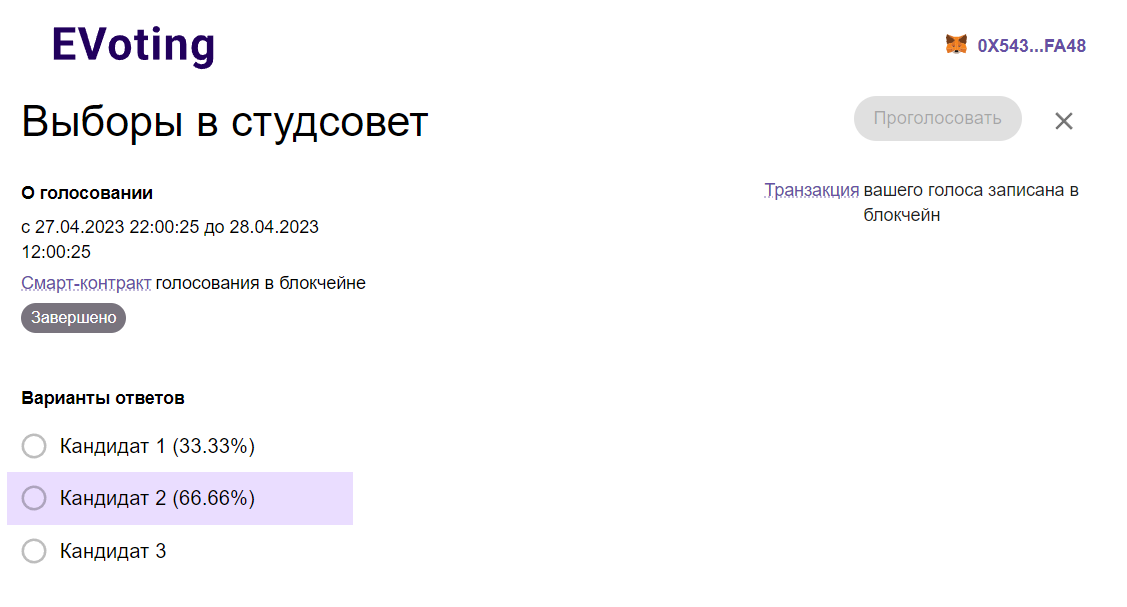 EVoting
0X543...FA48
Выборы в студсовет
Проголосовать
О голосовании
с 27.04.2023 22:00:25 до 28.04.2023
12:00:25
Смарт-контракт голосования в блокчейне
Завершено
Транзакция вашего голоса записана в
блокчейн
Варианты ответов
Кандидат 1 (33.33%)
Кандидат 2 (66.66%)
Кандидат 3